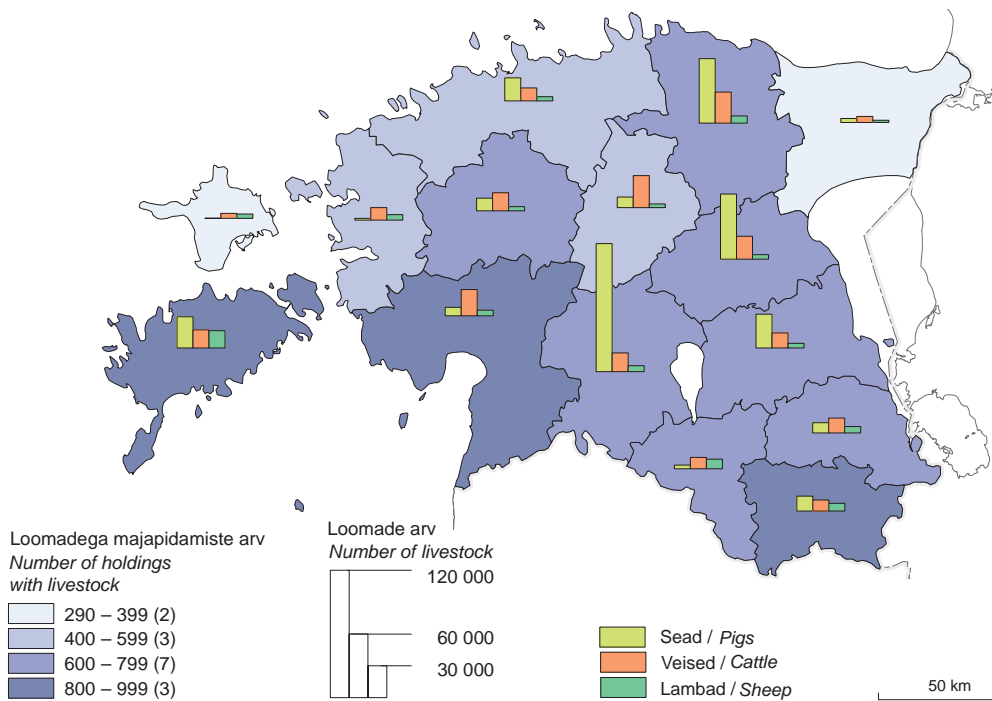 Loomadega majapidamiste arv
Number of holdings
with livestock
290 – 399 (2)
400 – 599 (3)
600 – 799 (7)
800 – 999 (3)
Loomade arv
Number of livestock
120 000
60 000
30 000
Sead / Pigs
Veised / Cattle
Lambad / Sheep
50 km